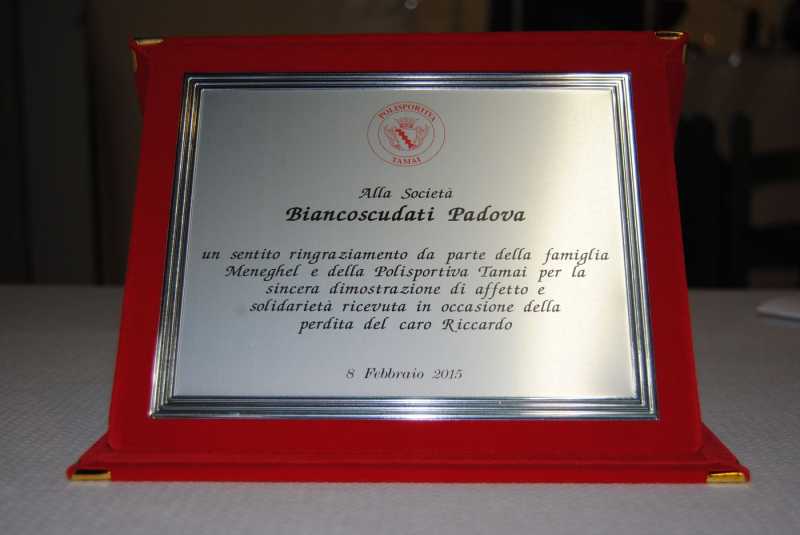 POLISPORTIVA
TAMAI
Alla Società
Biancoscudati Padova
un sentito ringraziamento da parte della famiglia
Meneghel e della Polisportiva Tamai per la
sincera dimostrazione di affetto e
solidarietà ricevuta in occasione della
perdita del caro Riccardo
8 Febbraio 2015